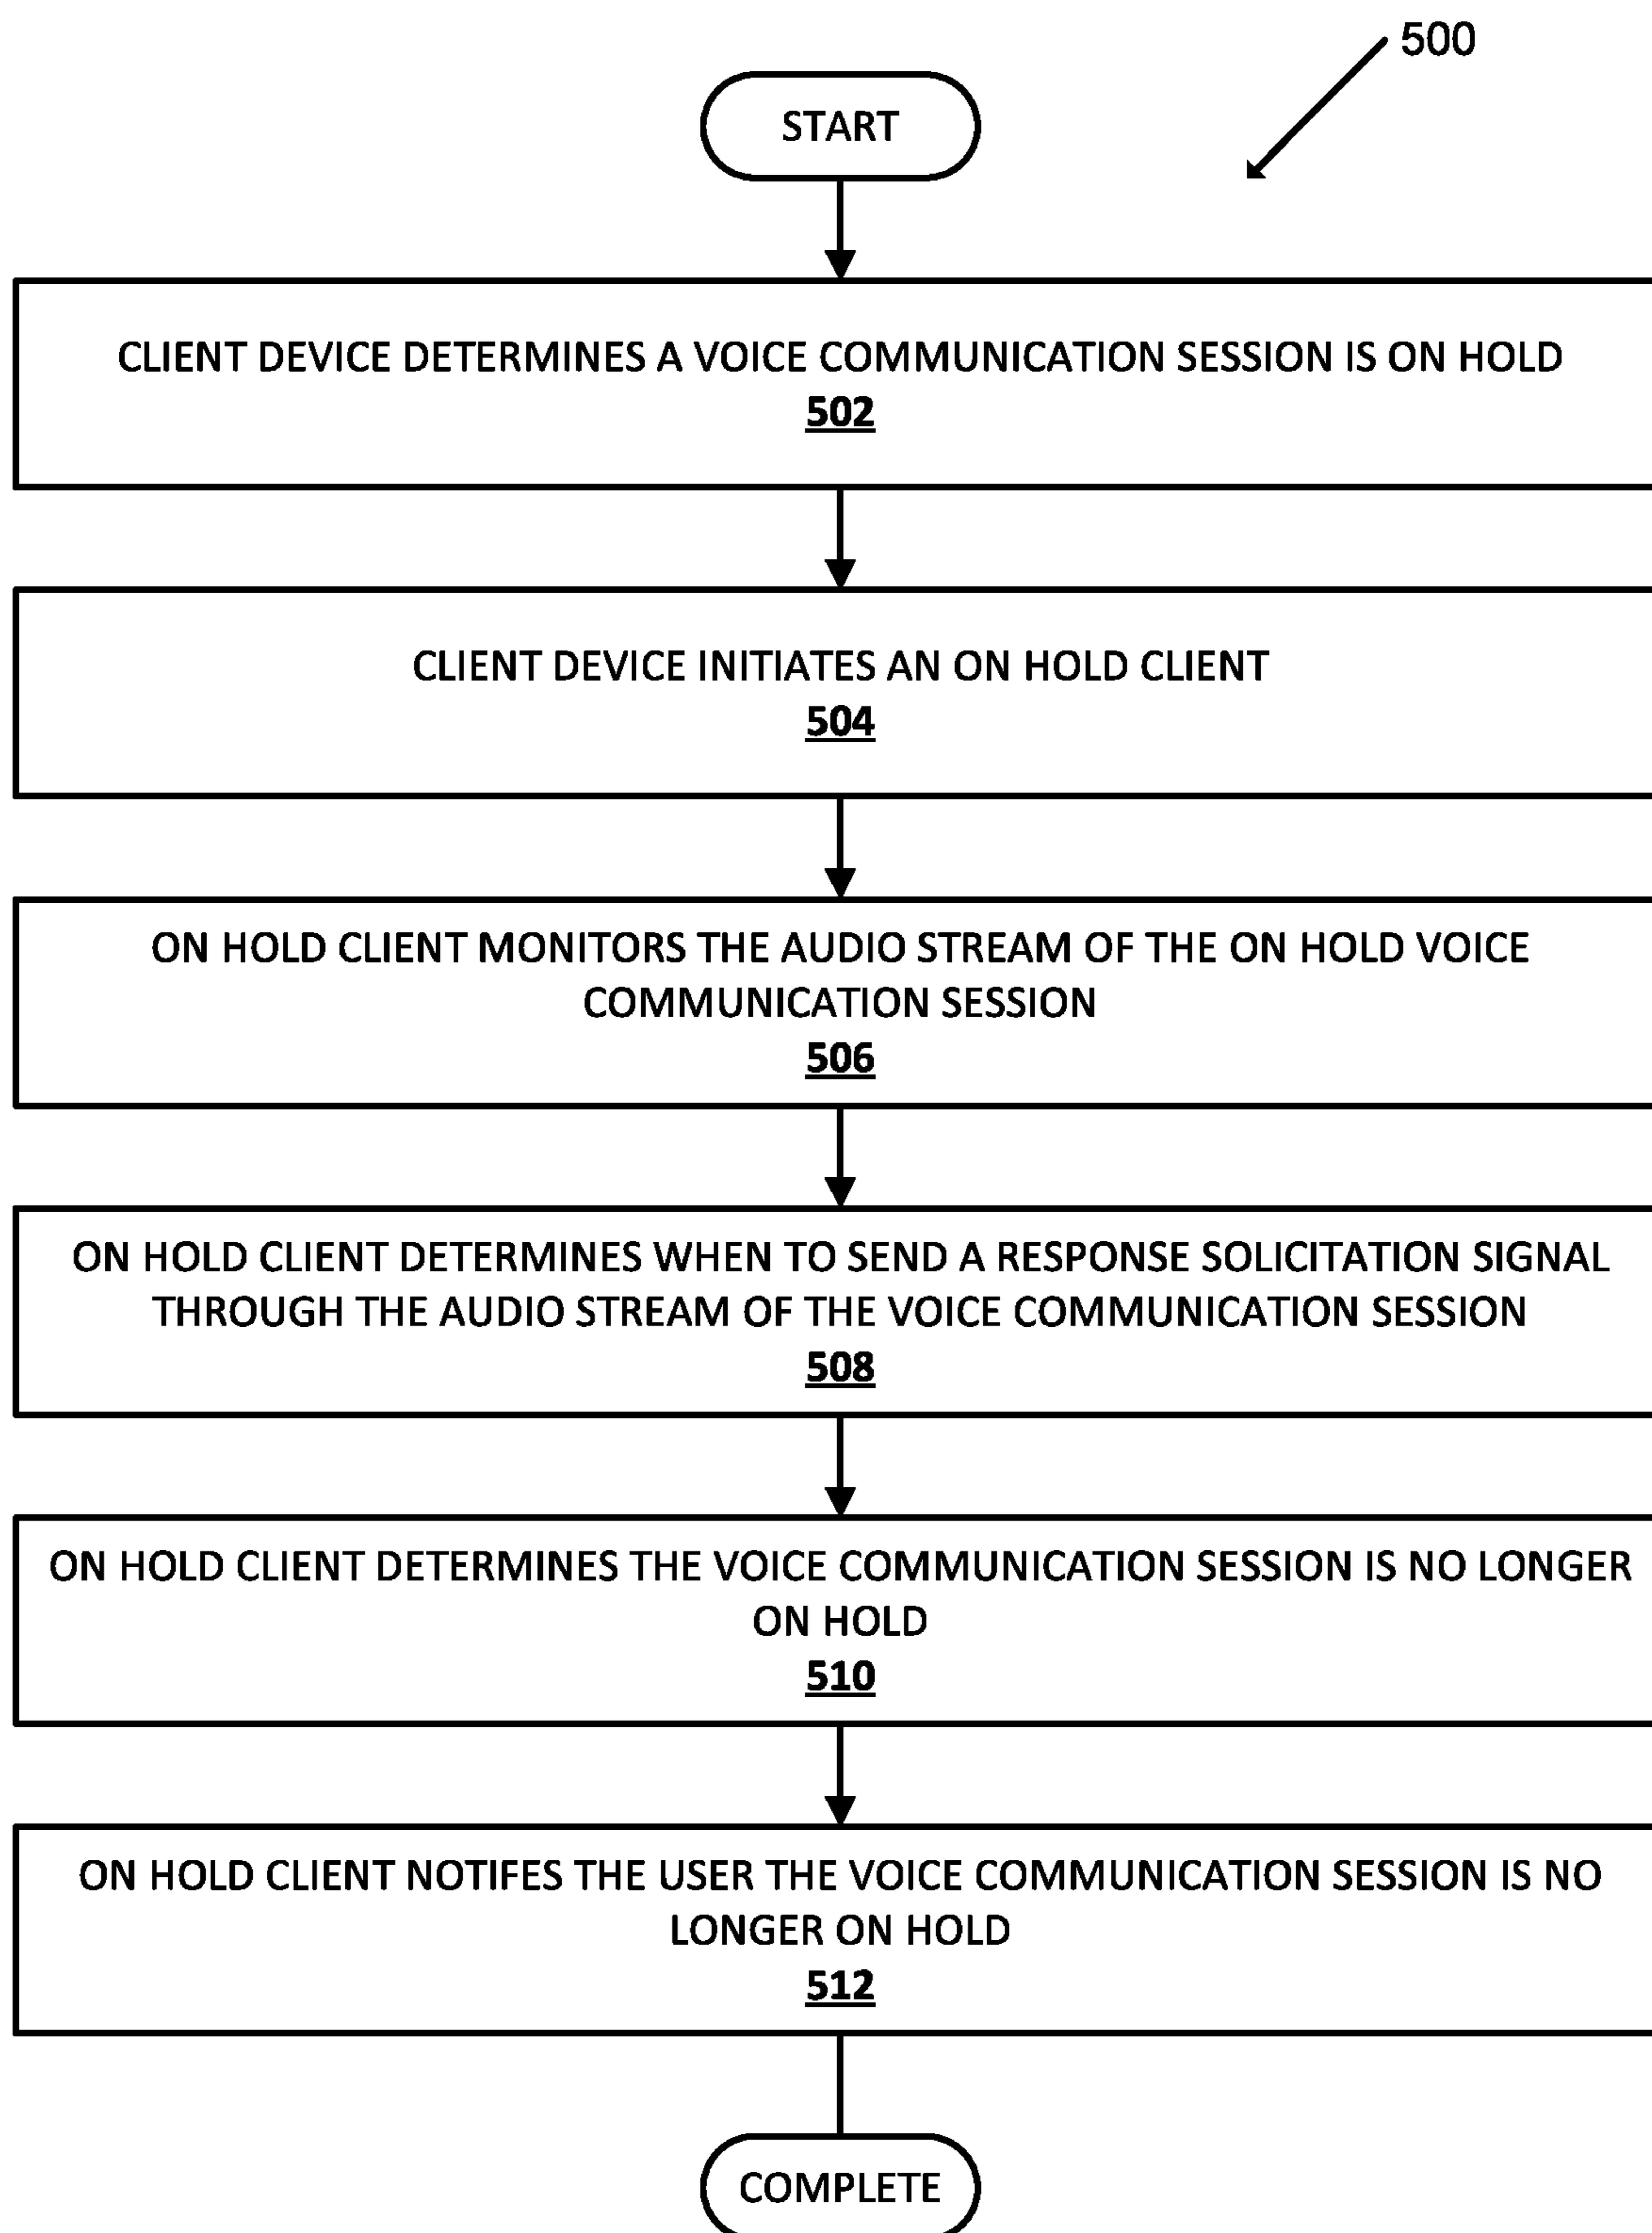 500
START
CLIENT DEVICE DETERMINES A VOICE COMMUNICATION SESSION IS ON HOLD
502
CLIENT DEVICE INITIATES AN ON HOLD CLIENT
504
ON HOLD CLIENT MONITORS THE AUDIO STREAM OF THE ON HOLD VOICE
COMMUNICATION SESSION
506
ON HOLD CLIENT DETERMINES WHEN TO SEND A RESPONSE SOLICITATION SIGNAL
THROUGH THE AUDIO STREAM OF THE VOICE COMMUNICATION SESSION
508
ON HOLD CLIENT DETERMINES THE VOICE COMMUNICATION SESSION IS NO LONGER
ON HOLD
510
ON HOLD CLIENT NOTIFES THE USER THE VOICE COMMUNICATION SESSION IS NO
LONGER ON HOLD
512
COMPLETE